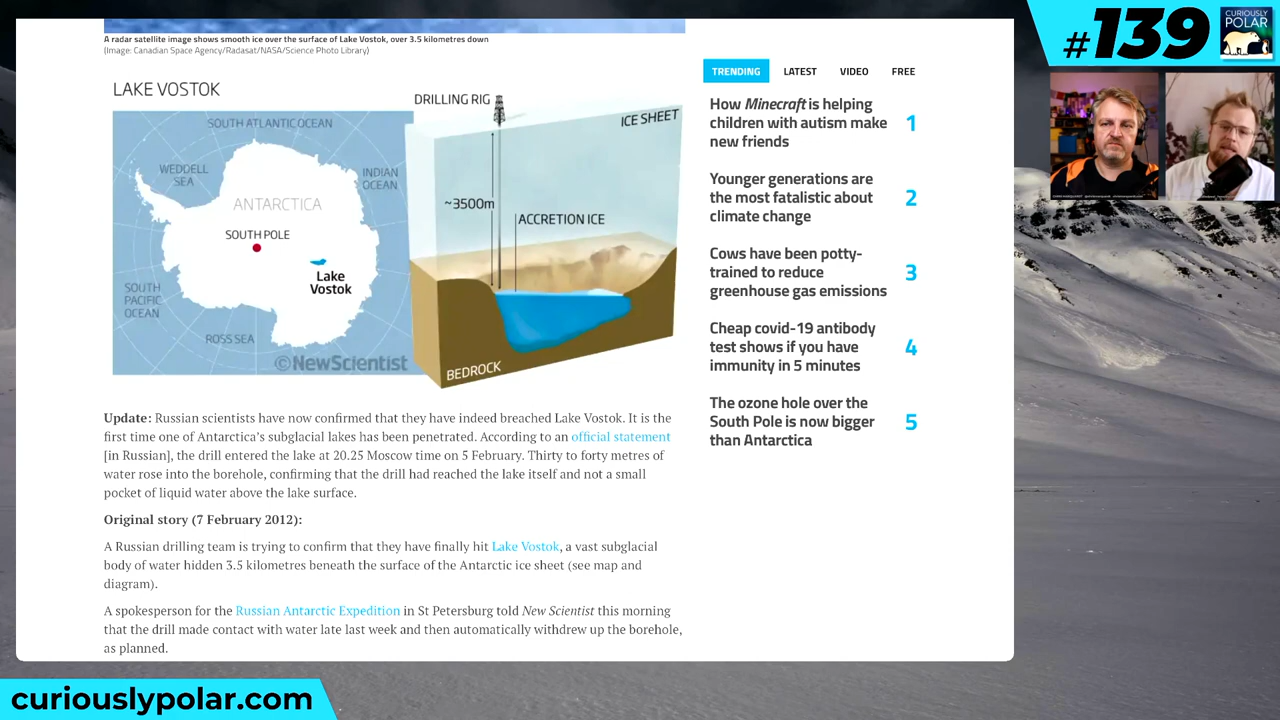 A radar satellite image shows smooth ice over the surface of Lake Vostok, over 3.5 kilometres down
(Image: Canadian Space Agency/Radasat/NASA/Science Photo Library)
LAKE VOSTOK
SOUTH ATLANTIC OCEAN
WEDDELL
SEA
INDIAN
OCEAN
ANTARCTICA
SOUTH POLE
Lake
Vostok
SOUTH
PACIFIC
OCEAN
ROSS SEA
©NewScientist
DRILLING RIG
ICE SHEET
~3500m
ACCRETION ICE
BEDROCK
Update: Russian scientists have now confirmed that they have indeed breached Lake Vostok. It is the
first time one of Antarctica's subglacial lakes has been penetrated. According to an official statement
[in Russian], the drill entered the lake at 20.25 Moscow time on 5 February. Thirty to forty metres of
water rose into the borehole, confirming that the drill had reached the lake itself and not a small
pocket of liquid water above the lake surface.
Original story (7 February 2012):
A Russian drilling team is trying to confirm that they have finally hit Lake Vostok, a vast subglacial
body of water hidden 3.5 kilometres beneath the surface of the Antarctic ice sheet (see map and
diagram).
A spokesperson for the Russian Antarctic Expedition in St Petersburg told New Scientist this morning
that the drill made contact with water late last week and then automatically withdrew up the borehole,
as planned.
TRENDING LATEST VIDEO FREE
How Minecraft is helping
children with autism make
new friends
1
Younger generations are
the most fatalistic about
climate change
2
Cows have been potty-
trained to reduce
greenhouse gas emissions
3
Cheap covid-19 antibody
test shows if you have
immunity in 5 minutes
4
The ozone hole over the
South Pole is now bigger
than Antarctica
5
#139
CURIOUSLY
POLAR
curiouslypolar.com